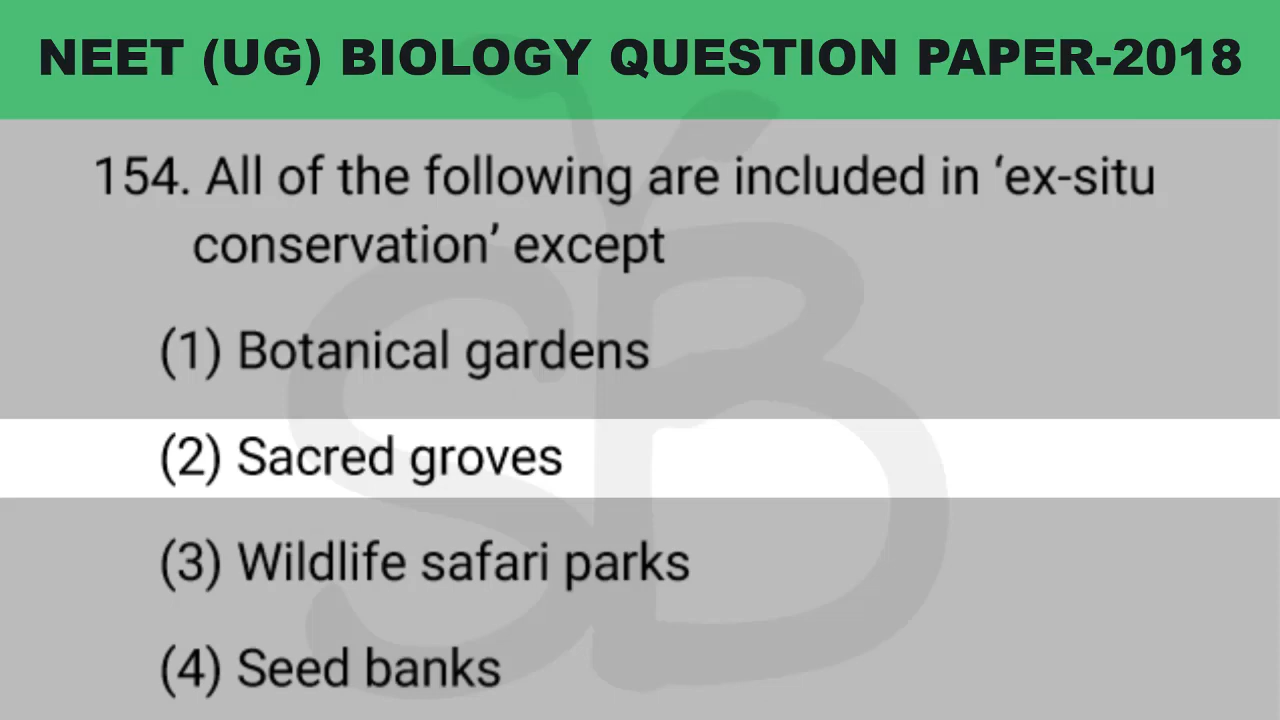 NEET (UG) BIOLOGY QUESTION PAPER-2018
154. All of the following are included in ‘ex-situ
conservation’ except
(1) Botanical gardens
(2) Sacred groves
(3) Wildlife safari parks
(4) Seed banks
SB